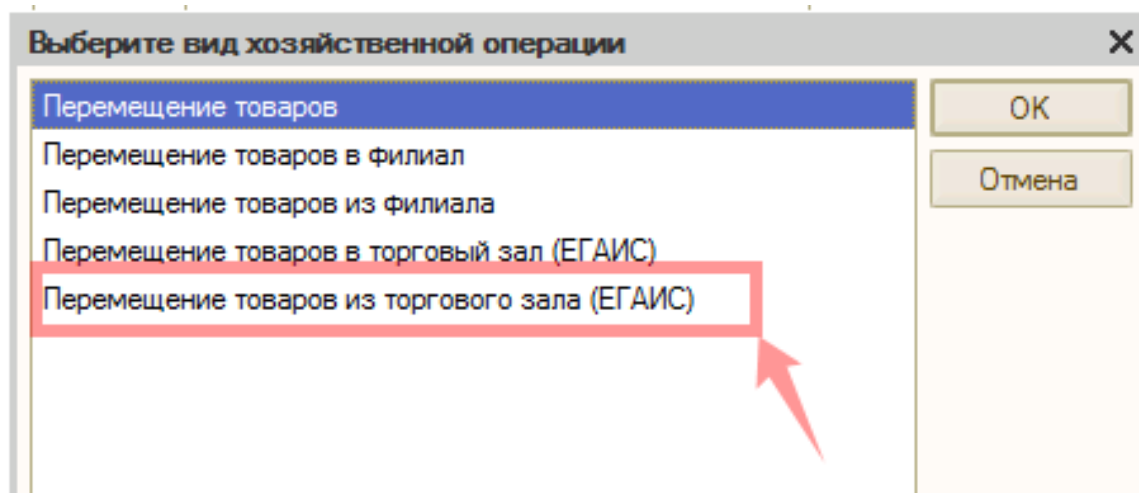 Выберите вид хозяйственной операции
Перемещение товаров
OK
Перемещение товаров в филиал
Отмена
Перемещение товаров из филиала
Перемещение товаров в торговый зал (ЕГАИС)
Перемещение товаров из торгового зала (ЕГАИС)